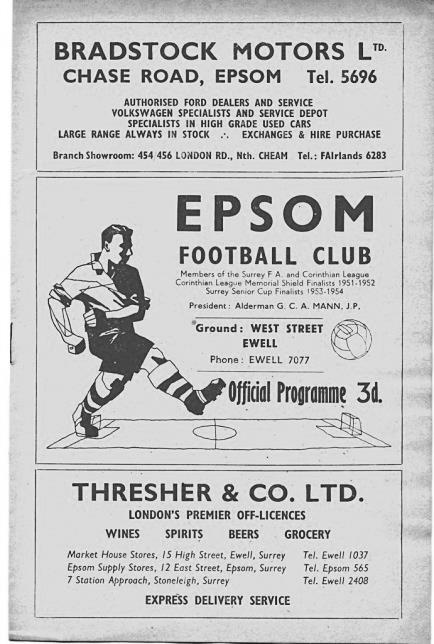 BRADSTOCK MOTORS LTD.
CHASE ROAD, EPSOM Tel. 5696
AUTHORISED FORD DEALERS AND SERVICE
VOLKSWAGEN SPECIALISTS AND SERVICE DEPOT
SPECIALISTS IN HIGH GRADE USED CARS
LARGE RANGE ALWAYS IN STOCK ∴ EXCHANGES & HIRE PURCHASE
Branch Showroom: 454/456 LONDON RD., Nth. CHEAM Tel.: FAIrlands 6283
EPSOM
FOOTBALL CLUB
Members of the Surrey F A. and Corinthian League
Corinthian League Memorial Shield Finalists 1951-1952
Surrey Senior Cup Finalists 1953-1954
President: Alderman G. C. A. MANN, J.P.
Ground: WEST STREET
EWELL
Phone: EWELL 7077
Official Programme 3d.
THRESHER & CO. LTD.
LONDON'S PREMIER OFF-LICENCES
WINES SPIRITS BEERS GROCERY
Market House Stores, 15 High Street, Ewell, Surrey Tel. Ewell 1037
Epsom Supply Stores, 12 East Street, Epsom, Surrey Tel. Epsom 565
7 Station Approach, Stoneleigh, Surrey Tel. Ewell 2408
EXPRESS DELIVERY SERVICE